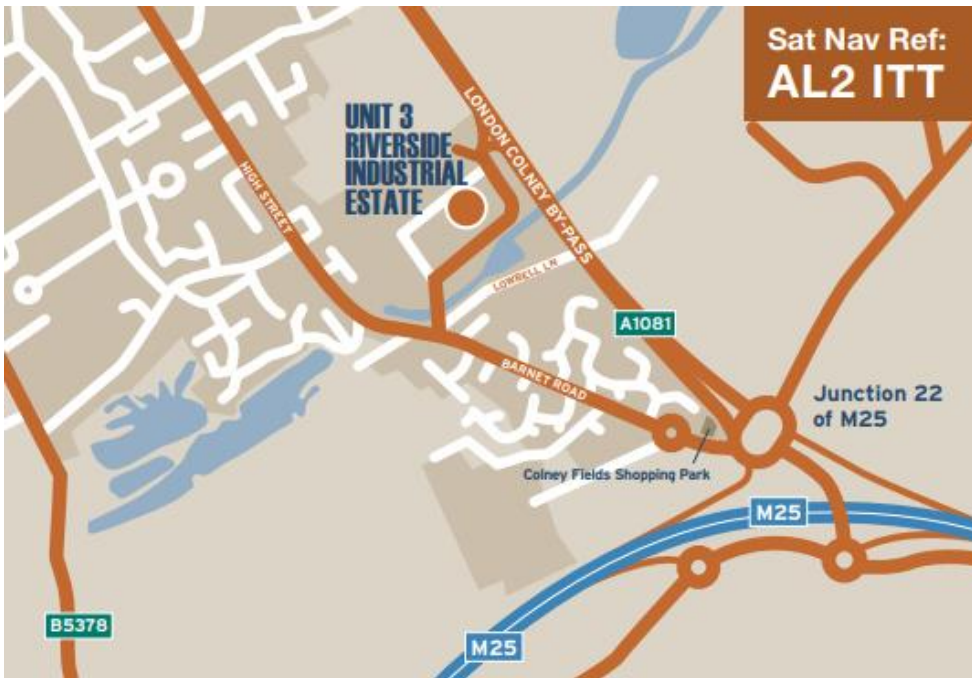 Sat Nav Ref:
AL2 ITT
UNIT 3
RIVERSIDE
INDUSTRIAL
ESTATE
LONDON COLNEY BY-PASS
HIGH STREET
LOWBELL LN
A1081
BARNET ROAD
Junction 22
of M25
Colney Fields Shopping Park
M25
B5378
M25